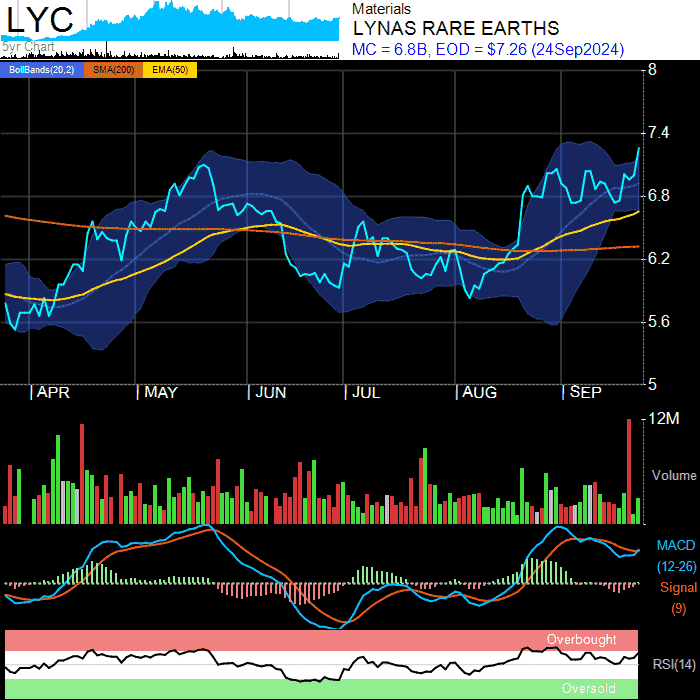 LYC
5yr Chart
Materials
LYNAS RARE EARTHS
MC = 6.8B, EOD = $7.26 (24Sep2024)
BollBands(20,2) SMA(200) EMA(50)
8
7.4
6.8
6.2
5.6
5
APR MAY JUN JUL AUG SEP
12M
Volume
MACD
(12-26)
Signal
(9)
Overbought
RSI(14)
Oversold